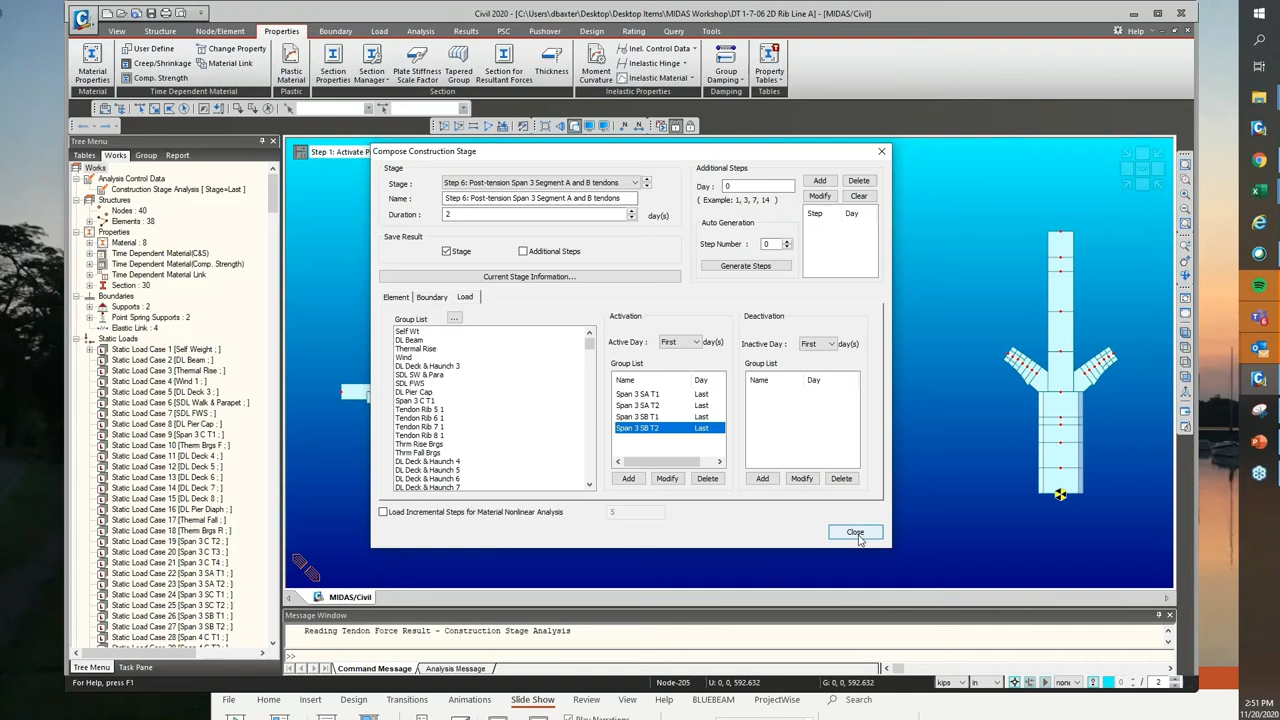 Civil 2020 - [C:\Users\dbaxter\Desktop\Desktop Items\MIDAS Workshop\DT 1-7-06 2D Rib Line A] - [MIDAS/Civil]
View Structure Node/Element Properties Boundary Load Analysis Results PSC Pushover Design Rating Query Tools Help
Material Properties
User Define
Creep/Shrinkage
Comp. Strength
Change Property
Material Link
Plastic Material
Section Properties
Section Manager
Plate Stiffness Scale Factor
Tapered Group
Section for Resultant Forces
Thickness
Moment Curvature
Inel. Control Data
Inelastic Hinge
Inelastic Material
Group Damping
Property Tables
Material Time Dependent Material Plastic Section Inelastic Properties Damping Tables
Tree Menu
Tables Works Group Report
Works
Analysis Control Data
Construction Stage Analysis [Stage=Last ]
Structures
Nodes : 40
Elements : 38
Properties
Material : 8
Time Dependent Material(C&S)
Time Dependent Material(Comp. Strength)
Time Dependent Material Link
Section : 30
Boundaries
Supports : 2
Point Spring Supports : 2
Elastic Link : 4
Static Loads
Static Load Case 1 [Self Weight ; ]
Static Load Case 2 [DL Beam ; ]
Static Load Case 3 [Thermal Rise ; ]
Static Load Case 4 [Wind 1 ; ]
Static Load Case 5 [DL Deck 3 ; ]
Static Load Case 6 [SDL Walk & Parapet ; ]
Static Load Case 7 [SDL FWS ; ]
Static Load Case 8 [DL Pier Cap ; ]
Static Load Case 9 [Span 3 C T1 ; ]
Static Load Case 10 [Therm Brgs F ; ]
Static Load Case 11 [DL Deck 4 ; ]
Static Load Case 12 [DL Deck 5 ; ]
Static Load Case 13 [DL Deck 6 ; ]
Static Load Case 14 [DL Deck 7 ; ]
Static Load Case 15 [DL Deck 8 ; ]
Static Load Case 16 [DL Pier Diaph ; ]
Static Load Case 17 [Thermal Fall ; ]
Static Load Case 18 [Therm Brgs R ; ]
Static Load Case 19 [Span 3 C T2 ; ]
Static Load Case 20 [Span 3 C T3 ; ]
Static Load Case 21 [Span 3 C T4 ; ]
Static Load Case 22 [Span 3 SA T1 ; ]
Static Load Case 23 [Span 3 SA T2 ; ]
Static Load Case 24 [Span 3 SC T1 ; ]
Static Load Case 25 [Span 3 SC T2 ; ]
Static Load Case 26 [Span 3 SB T1 ; ]
Static Load Case 27 [Span 3 SB T2 ; ]
Static Load Case 28 [Span 4 C T1 ; ]
Static Load Case 29 [Span 4 C T2 ; ]
Tree Menu Task Pane
Step 1: Activate P
Compose Construction Stage
Stage
Stage : Step 6: Post-tension Span 3 Segment A and B tendons
Name : Step 6: Post-tension Span 3 Segment A and B tendons
Duration : 2 day(s)
Save Result
Stage Additional Steps
Current Stage Information...
Additional Steps
Day : 0
( Example: 1, 3, 7, 14 )
Auto Generation
Step Number : 0
Generate Steps
Add Delete
Modify Clear
Step Day
Element Boundary Load
Group List ...
Self Wt
DL Beam
Thermal Rise
Wind
DL Deck & Haunch 3
SDL SW & Para
SDL FWS
DL Pier Cap
Span 3 C T1
Tendon Rib 5 1
Tendon Rib 6 1
Tendon Rib 7 1
Tendon Rib 8 1
Thrm Rise Brgs
Thrm Fall Brgs
DL Deck & Haunch 4
DL Deck & Haunch 5
DL Deck & Haunch 6
DL Deck & Haunch 7
Activation
Active Day : First day(s)
Group List
Name Day
Span 3 SA T1 Last
Span 3 SA T2 Last
Span 3 SB T1 Last
Span 3 SB T2 Last
Add Modify Delete
Deactivation
Inactive Day : First day(s)
Group List
Name Day
Add Modify Delete
Load Incremental Steps for Material Nonlinear Analysis 5
Close
MIDAS/Civil
Message Window
Reading Tendon Force Result - Construction Stage Analysis
>>
Command Message Analysis Message
For Help, press F1 Node-205 U: 0, 0, 592.632 G: 0, 0, 592.632 kips in none 0 / 2
File Home Insert Design Transitions Animations Slide Show Review View Help BLUEBEAM ProjectWise Search
Play Narrations
2:51 PM
11/20/2020